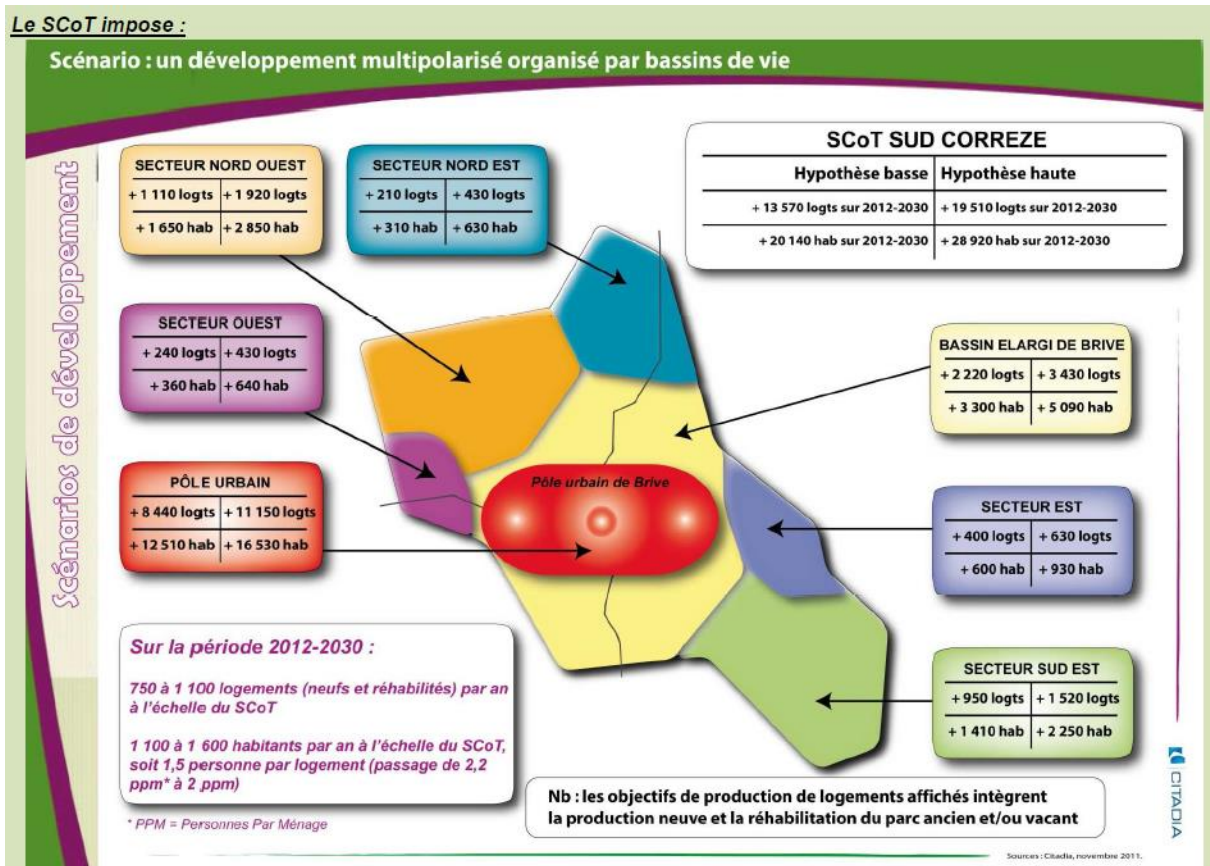 Le SCoT impose :
Scénario : un développement multipolarisé organisé par bassins de vie
Scénarios de développement
SECTEUR NORD OUEST
+ 1 110 logts + 1 920 logts
+ 1 650 hab + 2 850 hab
SECTEUR NORD EST
+ 210 logts + 430 logts
+ 310 hab + 630 hab
SCoT SUD CORREZE
Hypothèse basse Hypothèse haute
+ 13 570 logts sur 2012-2030 + 19 510 logts sur 2012-2030
+ 20 140 hab sur 2012-2030 + 28 920 hab sur 2012-2030
SECTEUR OUEST
+ 240 logts + 430 logts
+ 360 hab + 640 hab
BASSIN ELARGI DE BRIVE
+ 2 220 logts + 3 430 logts
+ 3 300 hab + 5 090 hab
PÔLE URBAIN
+ 8 440 logts + 11 150 logts
+ 12 510 hab + 16 530 hab
Pôle urbain de Brive
SECTEUR EST
+ 400 logts + 630 logts
+ 600 hab + 930 hab
SECTEUR SUD EST
+ 950 logts + 1 520 logts
+ 1 410 hab + 2 250 hab
Sur la période 2012-2030 :
750 à 1 100 logements (neufs et réhabilités) par an
à l'échelle du SCoT
1 100 à 1 600 habitants par an à l'échelle du SCoT,
soit 1,5 personne par logement (passage de 2,2
ppm* à 2 ppm)
* PPM = Personnes Par Ménage
Nb : les objectifs de production de logements affichés intègrent
la production neuve et la réhabilitation du parc ancien et/ou vacant
CITADIA
Sources : Citadia, novembre 2011.